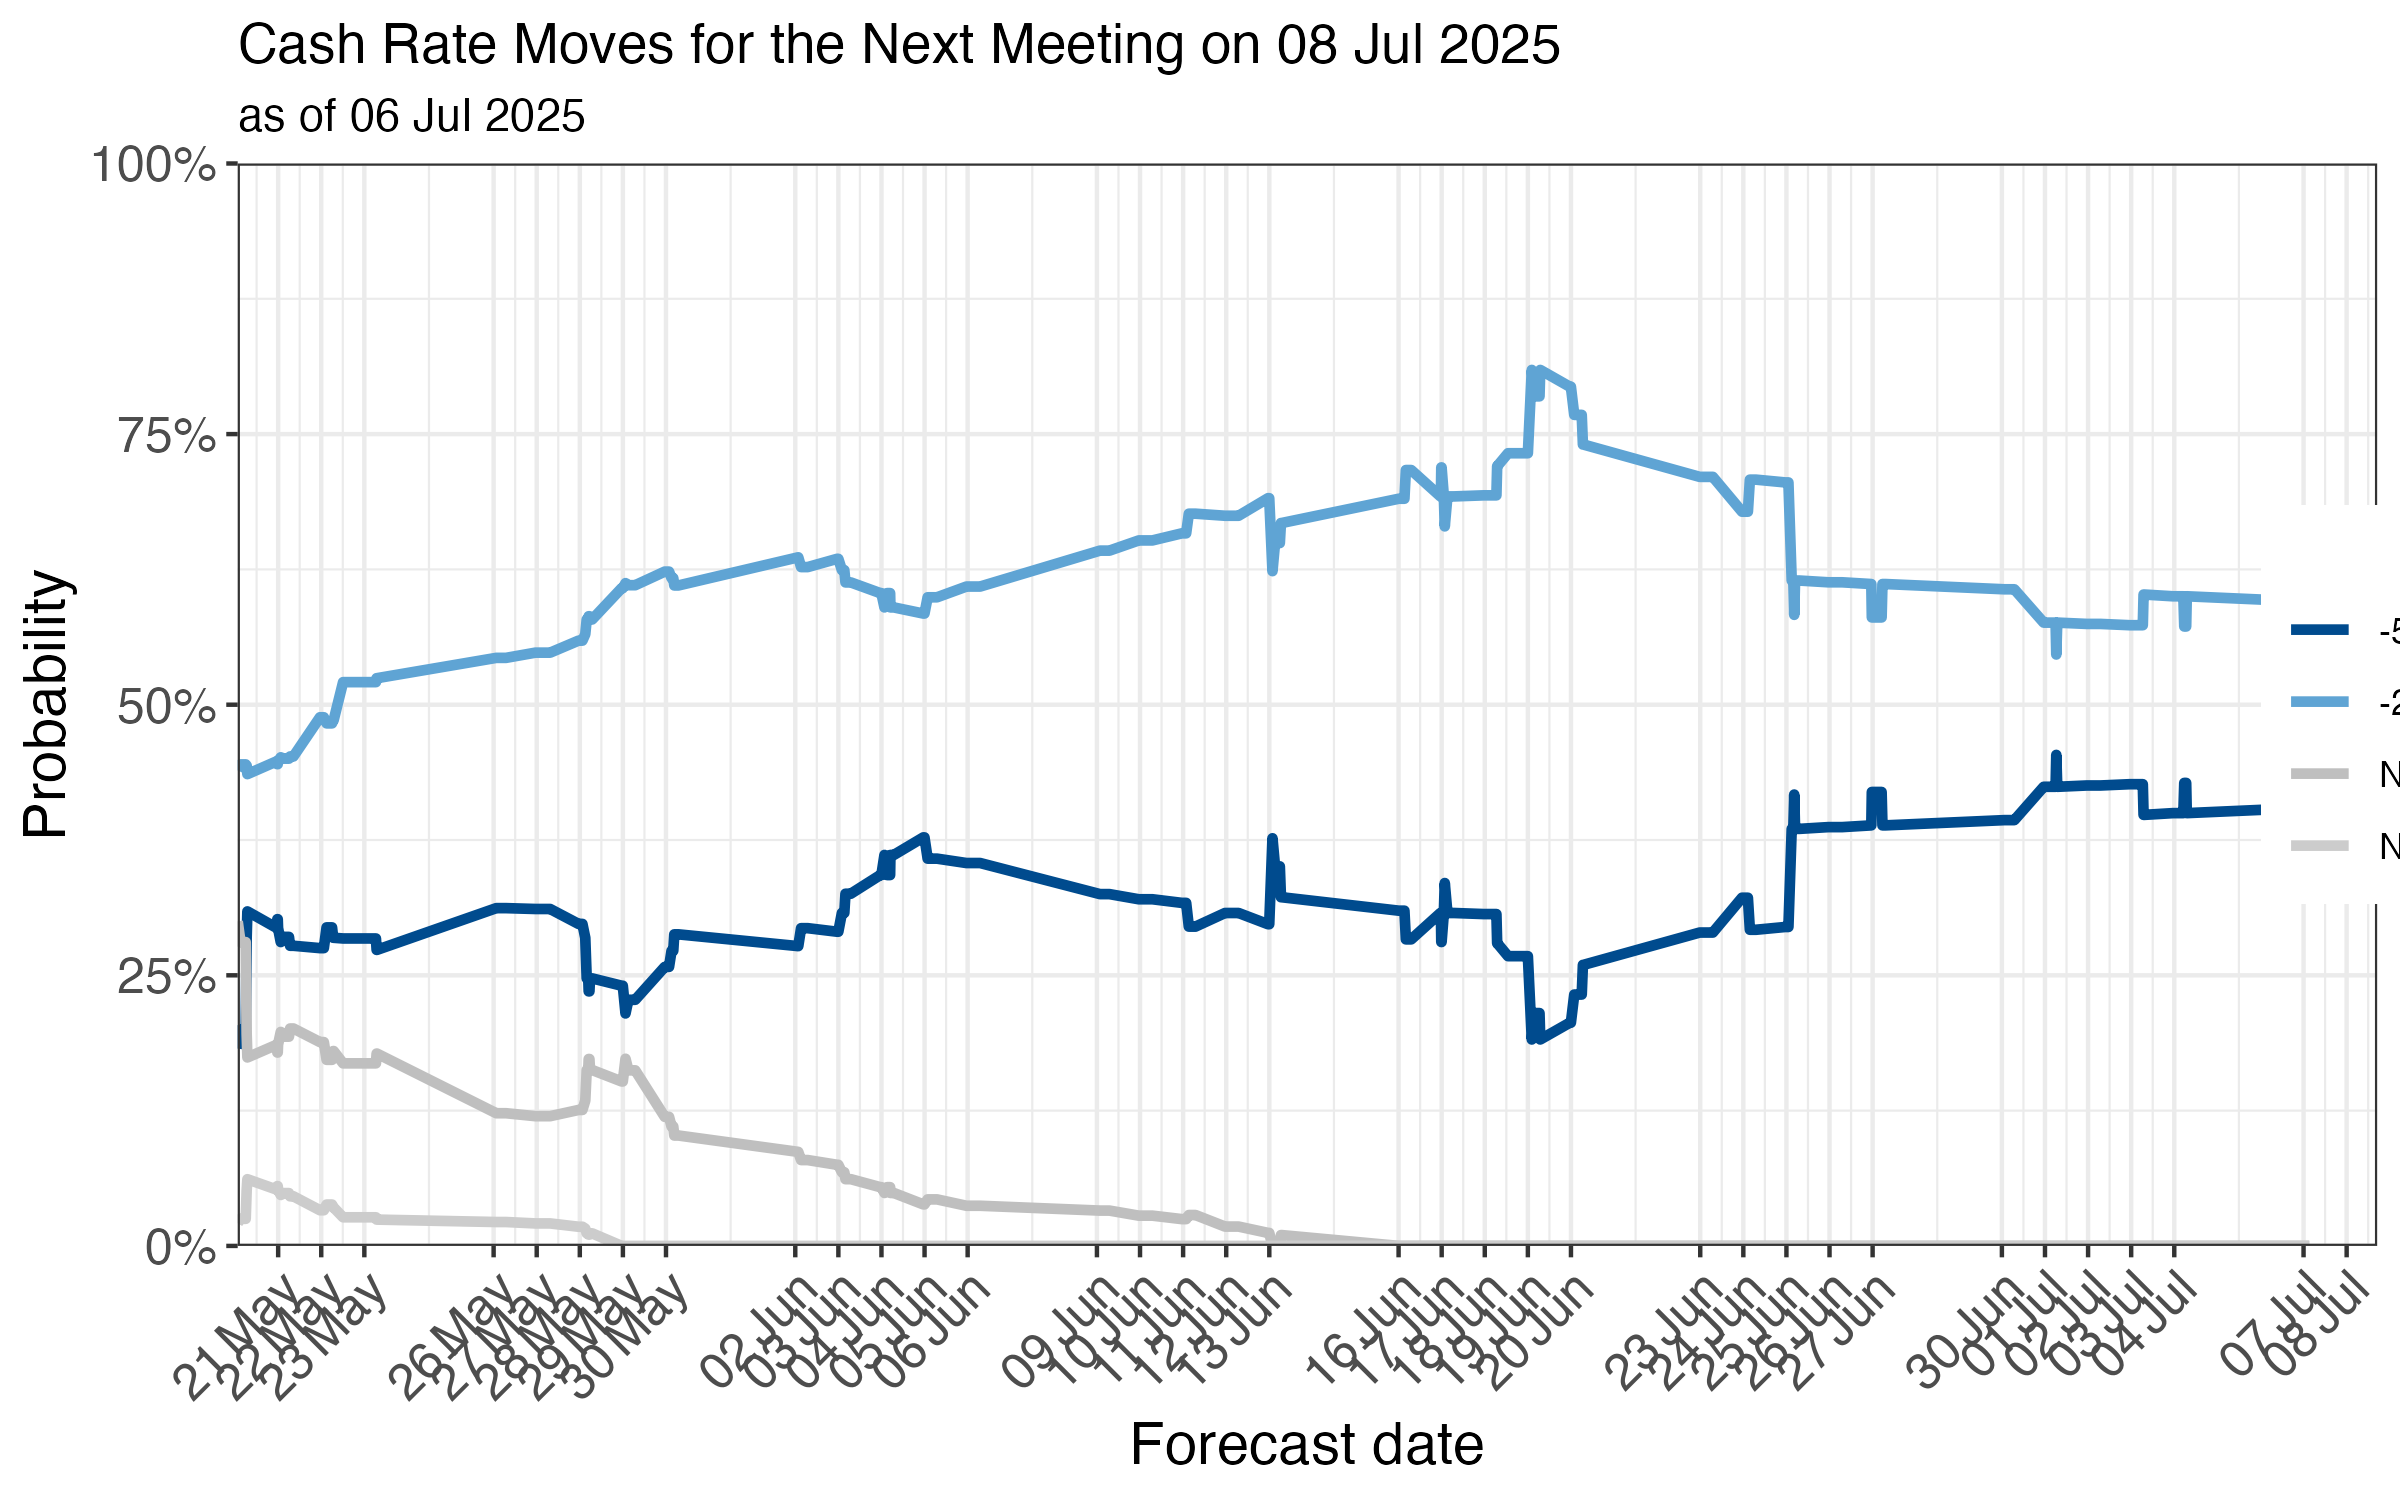 Cash Rate Moves for the Next Meeting on 08 Jul 2025
as of 06 Jul 2025
100%
75%
50%
25%
0%
Probability
-5
-2
N
N
21 May
22 May
23 May
26 May
27 May
28 May
29 May
30 May
02 Jun
03 Jun
04 Jun
05 Jun
06 Jun
09 Jun
10 Jun
11 Jun
12 Jun
13 Jun
16 Jun
17 Jun
18 Jun
19 Jun
20 Jun
23 Jun
24 Jun
25 Jun
26 Jun
27 Jun
30 Jun
01 Jul
02 Jul
03 Jul
04 Jul
07 Jul
08 Jul
Forecast date